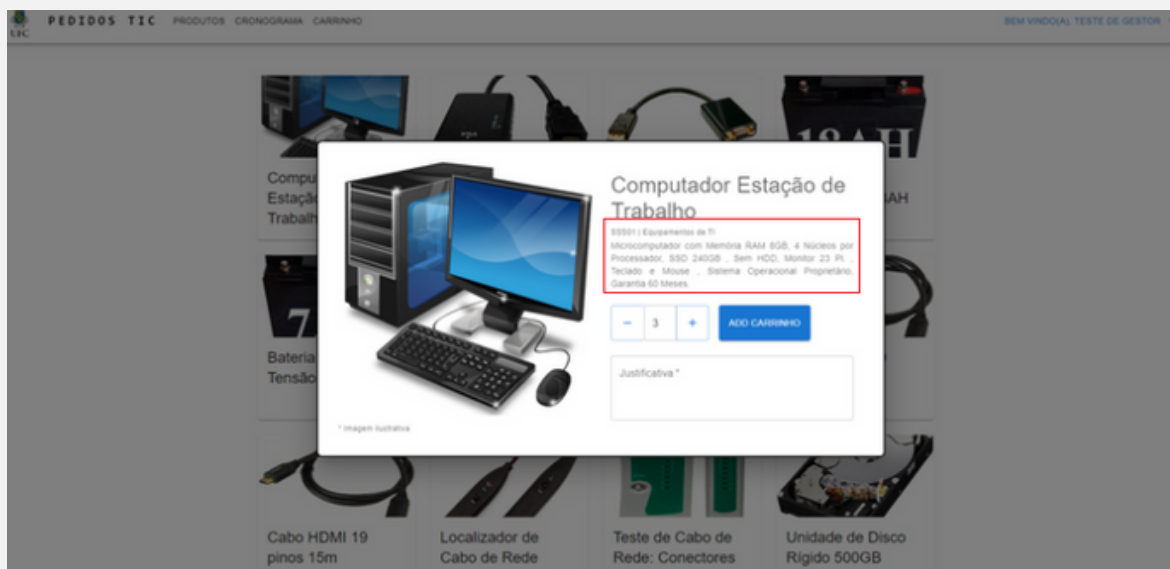 PEDIDOS TIC PRODUTOS CRONOGRAMA CARRINHO BEM VINDO(A), TESTE DE GESTOR
18AH
Compu
Estaçã
Trabalh
AH
Computador Estação de
Trabalho
Equipamentos de TI
Microcomputador com Memória RAM 8GB, 4 Núcleos por
Processador, SSD 240GB , Sem HDD, Monitor 23 Pl. ,
Teclado e Mouse , Sistema Operacional Proprietário,
Garantia 60 Meses.
- 3 + ADD CARRINHO
Justificativa *
* Imagem ilustrativa
7
Bateria
Tensão
Cabo HDMI 19
pinos 15m
Localizador de
Cabo de Rede
Teste de Cabo de
Rede: Conectores
Unidade de Disco
Rígido 500GB